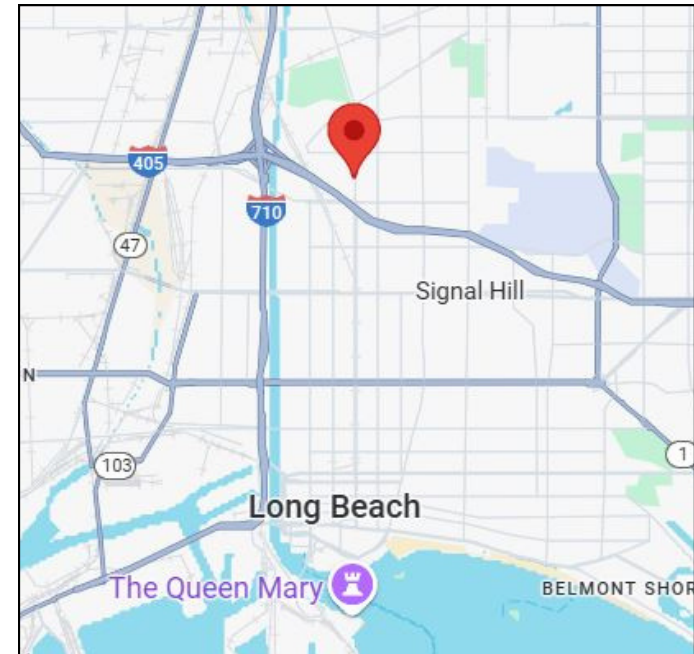 405
710
47
Signal Hill
N
103
1
Long Beach
The Queen Mary
BELMONT SHOR